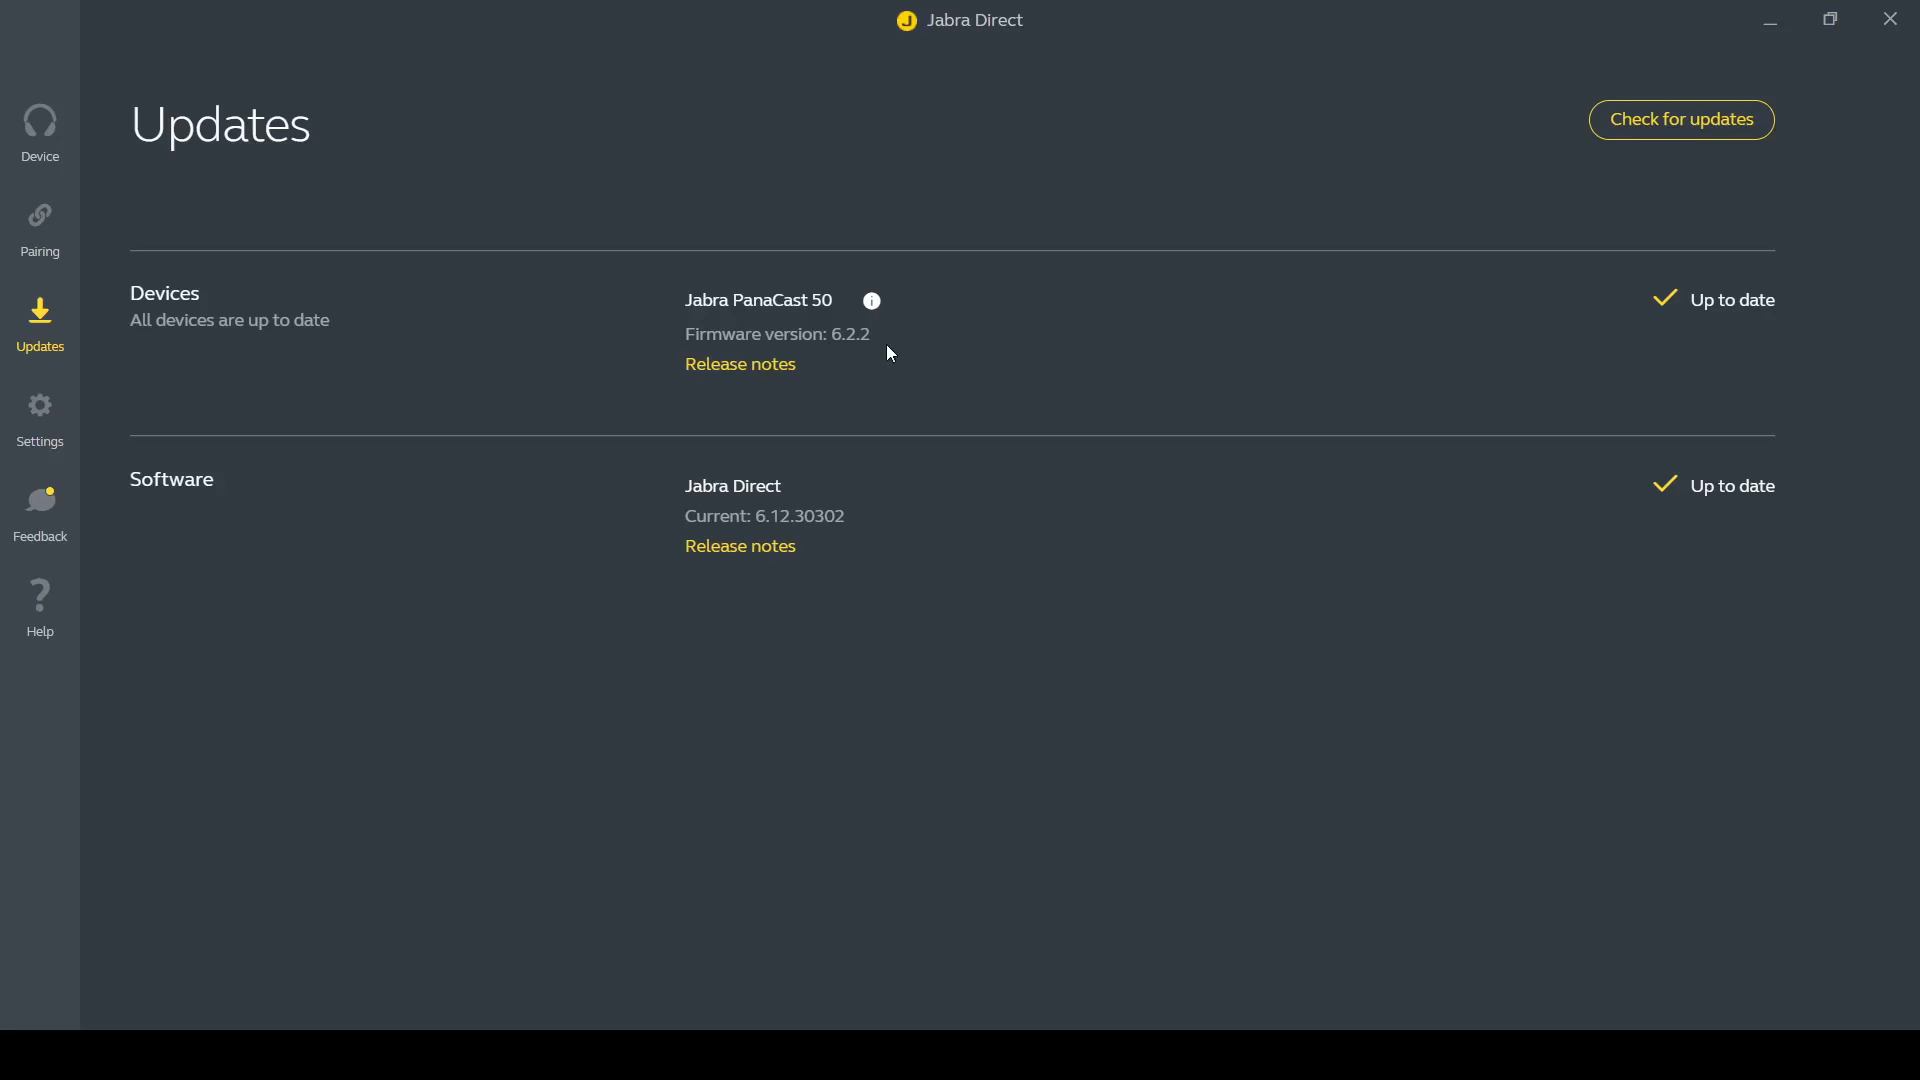 Jabra Direct
Device
Pairing
Updates
Settings
Feedback
Help
Updates
Check for updates
Devices
All devices are up to date
Jabra PanaCast 50
Firmware version: 6.2.2
Release notes
Up to date
Software
Jabra Direct
Current: 6.12.30302
Release notes
Up to date